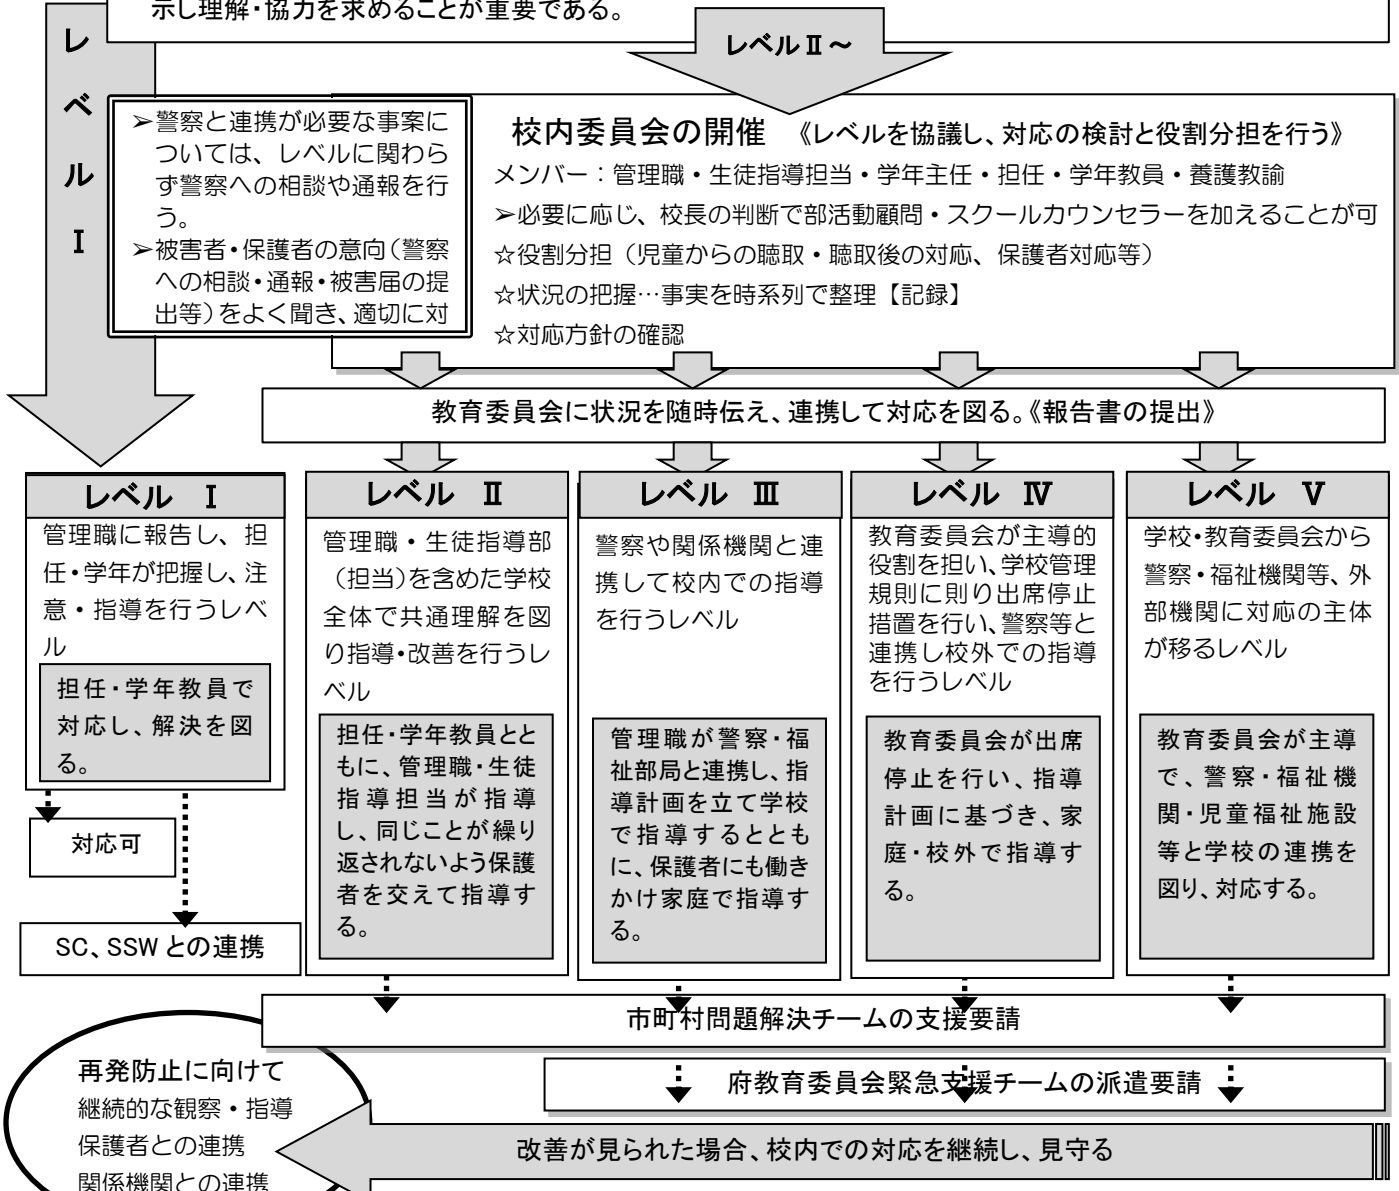 示し理解・協力を求めることが重要である。
レベルⅠ
レベルⅡ～
➢警察と連携が必要な事案に
ついては、レベルに関わら
ず警察への相談や通報を行
う。
➢被害者・保護者の意向（警察
への相談・通報・被害届の提
出等）をよく聞き、適切に対
校内委員会の開催　《レベルを協議し、対応の検討と役割分担を行う》
メンバー：管理職・生徒指導担当・学年主任・担任・学年教員・養護教諭
➢必要に応じ、校長の判断で部活動顧問・スクールカウンセラーを加えることが可
☆役割分担（児童からの聴取・聴取後の対応、保護者対応等）
☆状況の把握…事実を時系列で整理【記録】
☆対応方針の確認
教育委員会に状況を随時伝え、連携して対応を図る。《報告書の提出》
レベル　Ⅰ
管理職に報告し、担
任・学年が把握し、注
意・指導を行うレベ
ル
担任・学年教員で
対応し、解決を図
る。
対応可
SC、SSWとの連携
レベル　Ⅱ
管理職・生徒指導部
（担当）を含めた学校
全体で共通理解を図
り指導・改善を行うレ
ベル
担任・学年教員とと
もに、管理職・生徒
指導担当が指導
し、同じことが繰り
返されないよう保護
者を交えて指導す
る。
レベル　Ⅲ
警察や関係機関と連
携して校内での指導
を行うレベル
管理職が警察・福
祉部局と連携し、指
導計画を立て学校
で指導するととも
に、保護者にも働き
かけ家庭で指導す
る。
レベル　Ⅳ
教育委員会が主導的
役割を担い、学校管理
規則に則り出席停止
措置を行い、警察等と
連携し校外での指導
を行うレベル
教育委員会が出席
停止を行い、指導
計画に基づき、家
庭・校外で指導す
る。
レベル　Ⅴ
学校・教育委員会から
警察・福祉機関等、外
部機関に対応の主体
が移るレベル
教育委員会が主導
で、警察・福祉機
関・児童福祉施設
等と学校の連携を
図り、対応する。
市町村問題解決チームの支援要請
府教育委員会緊急支援チームの派遣要請
改善が見られた場合、校内での対応を継続し、見守る
再発防止に向けて
継続的な観察・指導
保護者との連携
関係機関との連携